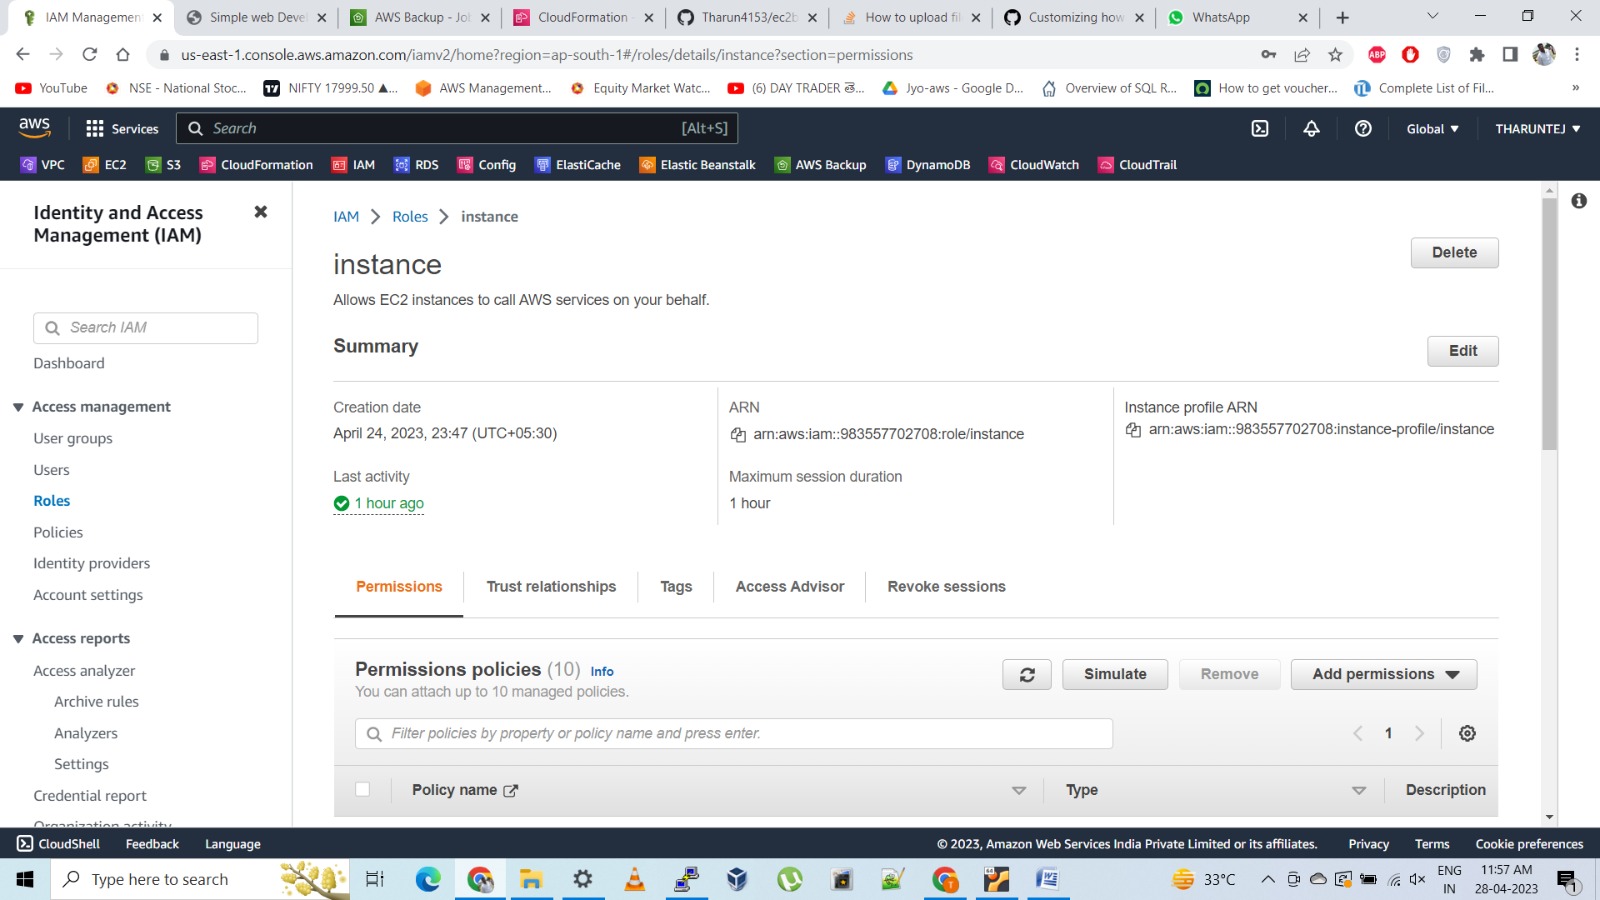 IAM Management
Simple web Devel
AWS Backup - Jo
CloudFormation -
Tharun4153/ec2b
How to upload fil
Customizing how
WhatsApp
us-east-1.console.aws.amazon.com/iamv2/home?region=ap-south-1#/roles/details/instance?section=permissions
ABP
YouTube
NSE - National Stoc...
NIFTY 17999.50 ▲...
AWS Management...
Equity Market Watc...
Jyo-aws - Google D...
Overview of SQL R...
How to get voucher...
Complete List of Fil...
»
aws
Services
Search
[Alt+S]
Global ▼
THARUNTEJ ▼
VPC
EC2
S3
CloudFormation
IAM
RDS
Config
ElastiCache
Elastic Beanstalk
AWS Backup
DynamoDB
CloudWatch
CloudTrail
Identity and Access
Management (IAM)
Search IAM
Dashboard
Access management
User groups
Users
Roles
Policies
Identity providers
Account settings
Access reports
Access analyzer
Archive rules
Analyzers
Settings
Credential report
Organization activity
IAM > Roles > instance
instance
Delete
Allows EC2 instances to call AWS services on your behalf.
Summary
Edit
Creation date
April 24, 2023, 23:47 (UTC+05:30)
Last activity
1 hour ago
ARN
arn:aws:iam::983557702708:role/instance
Maximum session duration
1 hour
Instance profile ARN
arn:aws:iam::983557702708:instance-profile/instance
Permissions
Trust relationships
Tags
Access Advisor
Revoke sessions
Permissions policies (10) Info
You can attach up to 10 managed policies.
Simulate
Remove
Add permissions
Filter policies by property or policy name and press enter.
1
Policy name
Type
Description
CloudShell
Feedback
Language
© 2023, Amazon Web Services India Private Limited or its affiliates.
Privacy
Terms
Cookie preferences
Type here to search
33°C
ENG
IN
11:57 AM
28-04-2023
1